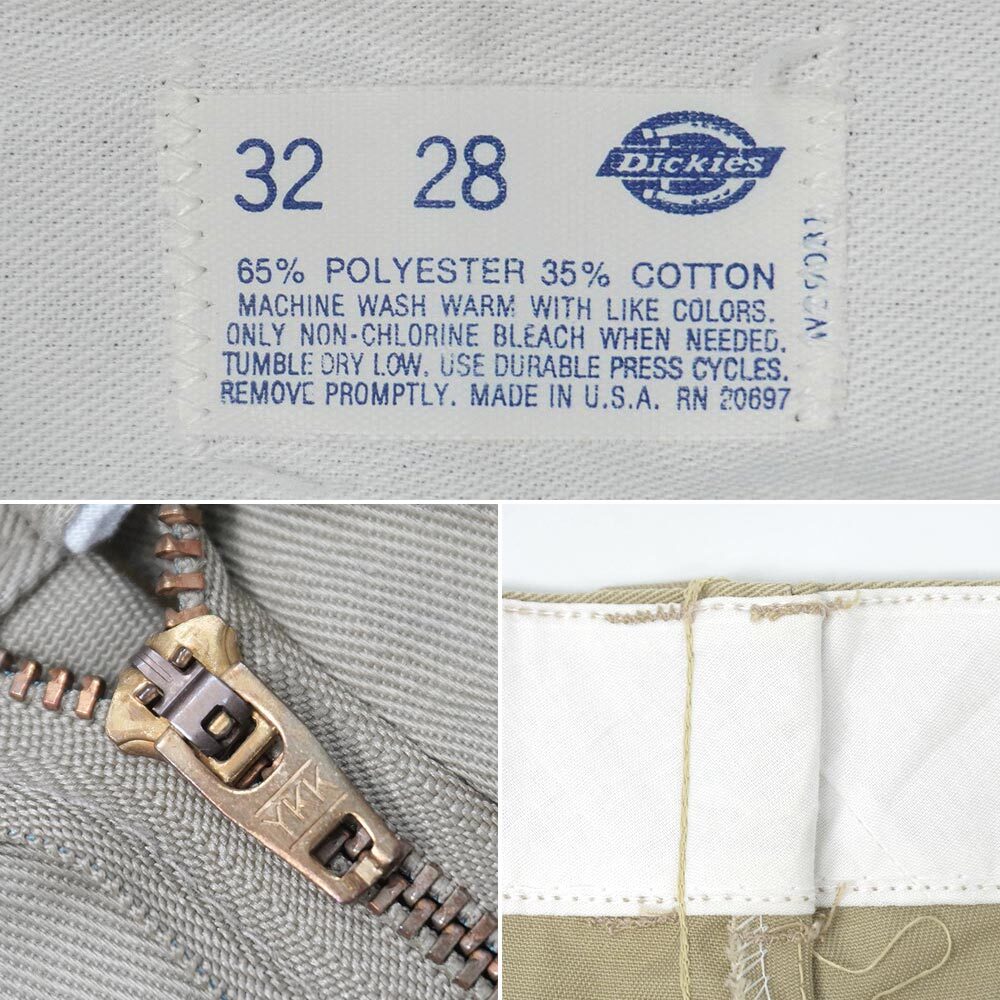 32 28 Dickies
65% POLYESTER 35% COTTON
MACHINE WASH WARM WITH LIKE COLORS.
ONLY NON-CHLORINE BLEACH WHEN NEEDED.
TUMBLE DRY LOW. USE DURABLE PRESS CYCLES.
REMOVE PROMPTLY. MADE IN U.S.A. RN 20697
YKK